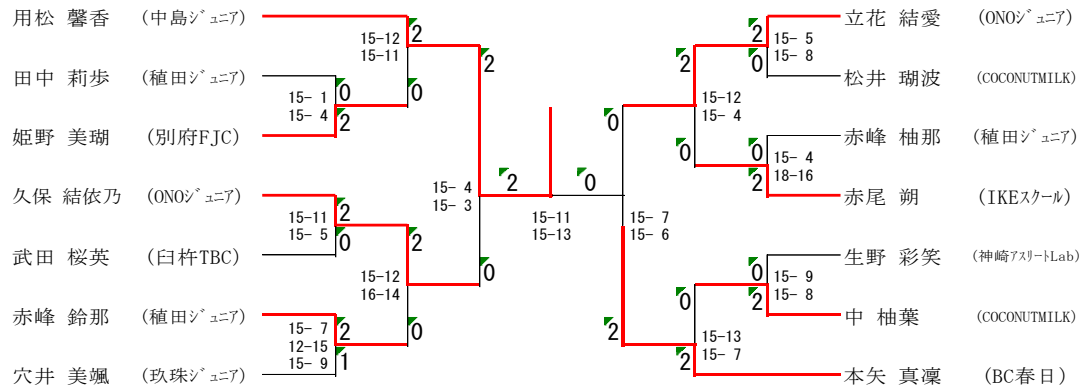 用松 馨香 (中島ジュニア) 2 2 立花 結愛 (ONOジュニア)
15-12 15- 5
15-11 2 2 15- 8
田中 莉歩 (稙田ジュニア) 0 0 0 松井 瑚波 (COCONUTMILK)
15- 1 15-12
15- 4 15- 4
姫野 美瑚 (別府FJC) 2 0 0 0 赤峰 柚那 (稙田ジュニア)
15- 4
18-16
2 0 2
15- 4
15- 3
久保 結依乃 (ONOジュニア) 2 赤尾 朔 (IKEスクール)
15-11 15-11 15- 7
15- 5 15-13 15- 6
武田 桜英 (臼杵TBC) 0 2 生野 彩笑 (神崎アスリートLab)
15-12 0 0 15- 9
16-14 2 15- 8
赤峰 鈴那 (稙田ジュニア) 2 0 2 中 柚葉 (COCONUTMILK)
15- 7 15-13
12-15 15- 7
15- 9
穴井 美颯 (玖珠ジュニア) 1 2 本矢 真凜 (BC春日)